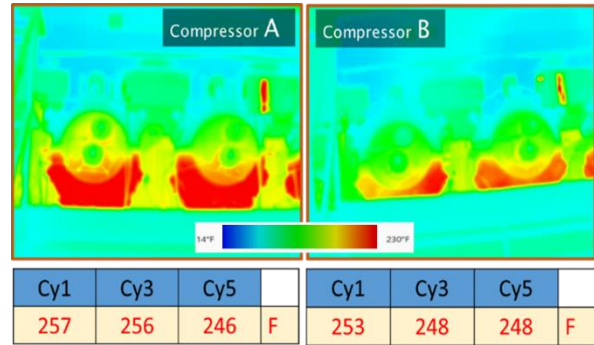 Compressor A
Compressor B
14°F
230°F
Cy1 Cy3 Cy5
257 256 246 F
Cy1 Cy3 Cy5
253 248 248 F